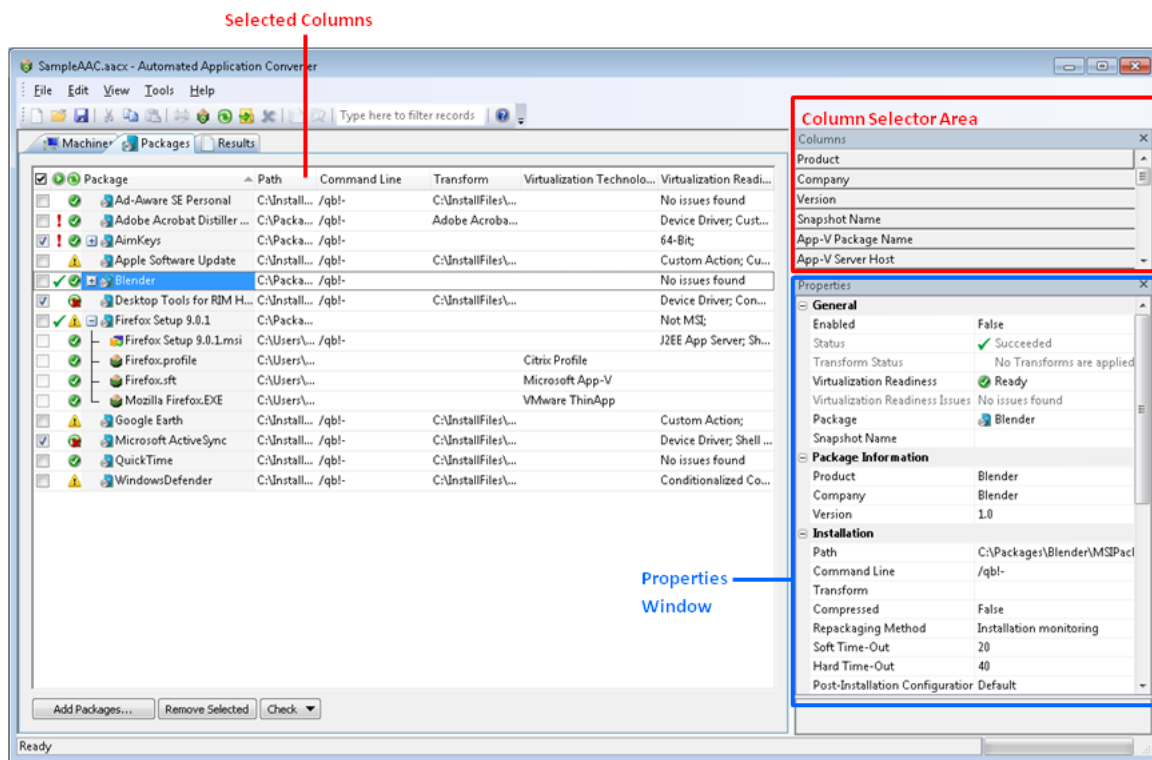 Selected Columns
SampleAAC.aacx - Automated Application Converter
File Edit View Tools Help
Type here to filter records
Machines Packages Results
Package Path Command Line Transform Virtualization Technolo... Virtualization Readi...
Ad-Aware SE Personal C:\Install... /qb!- C:\InstallFiles\... No issues found
Adobe Acrobat Distiller ... C:\Packa... /qb!- Adobe Acroba... Device Driver; Cust...
AimKeys C:\Packa... /qb!- 64-Bit;
Apple Software Update C:\Install... /qb!- C:\InstallFiles\... Custom Action; Cu...
Blender C:\Packa... /qb!- No issues found
Desktop Tools for RIM H... C:\Install... /qb!- C:\InstallFiles\... Device Driver; Con...
Firefox Setup 9.0.1 C:\Packa... Not MSI;
Firefox Setup 9.0.1.msi C:\Users\... /qb!- J2EE App Server; Sh...
Firefox.profile C:\Users\... Citrix Profile
Firefox.sft C:\Users\... Microsoft App-V
Mozilla Firefox.EXE C:\Users\... VMware ThinApp
Google Earth C:\Install... /qb!- C:\InstallFiles\... Custom Action;
Microsoft ActiveSync C:\Install... /qb!- C:\InstallFiles\... Device Driver; Shell ...
QuickTime C:\Install... /qb!- C:\InstallFiles\... No issues found
WindowsDefender C:\Install... /qb!- C:\InstallFiles\... Conditionalized Co...
Add Packages... Remove Selected Check
Ready
Column Selector Area
Columns
Product
Company
Version
Snapshot Name
App-V Package Name
App-V Server Host
Properties
General
Enabled False
Status Succeeded
Transform Status No Transforms are applied
Virtualization Readiness Ready
Virtualization Readiness Issues No issues found
Package Blender
Snapshot Name
Package Information
Product Blender
Company Blender
Version 1.0
Installation
Path C:\Packages\Blender\MSIPacl
Command Line /qb!-
Transform
Compressed False
Repackaging Method Installation monitoring
Soft Time-Out 20
Hard Time-Out 40
Post-Installation Configuration Default
Properties
Window